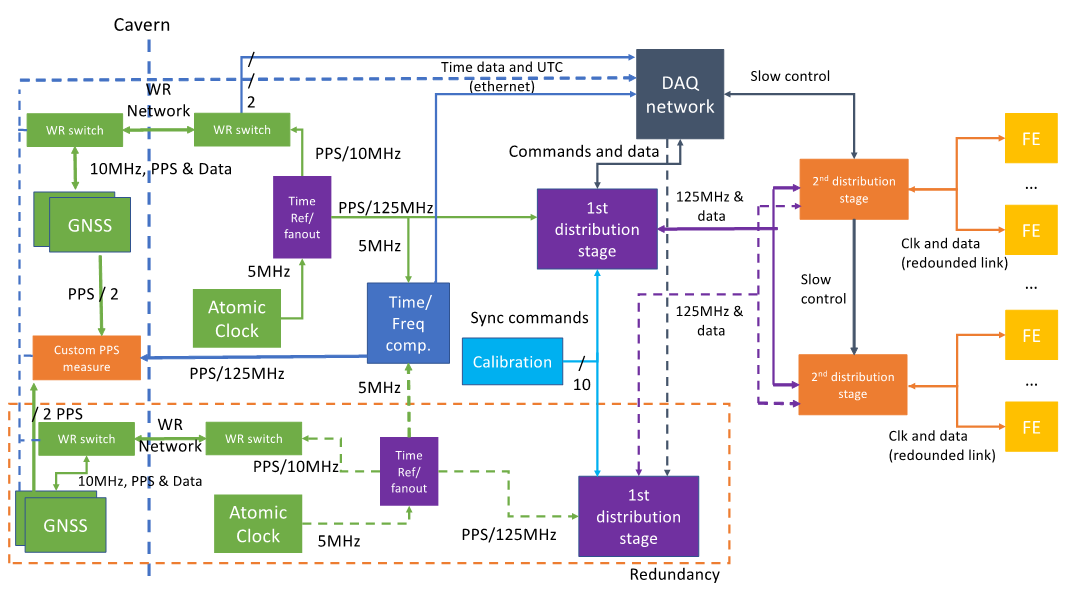 Cavern
WR
Network
WR switch
WR switch
/
/
2
Time data and UTC
(ethernet)
DAQ
network
Slow control
FE
...
FE
10MHz, PPS & Data
PPS/10MHz
Commands and data
GNSS
Time
Ref/
fanout
PPS/125MHz
5MHz
1st
distribution
stage
125MHz &
data
2nd distribution
stage
Clk and data
(redounded link)
5MHz
PPS / 2
Atomic
Clock
Time/
Freq
comp.
Slow
control
...
Sync commands
125MHz &
data
FE
...
FE
Custom PPS
measure
PPS/125MHz
Calibration
/
10
2nd distribution
stage
5MHz
/ 2 PPS
WR
Network
WR switch
WR switch
Clk and data
(redounded link)
PPS/10MHz
Time
Ref/
fanout
10MHz, PPS & Data
GNSS
Atomic
Clock
5MHz
PPS/125MHz
1st
distribution
stage
Redundancy